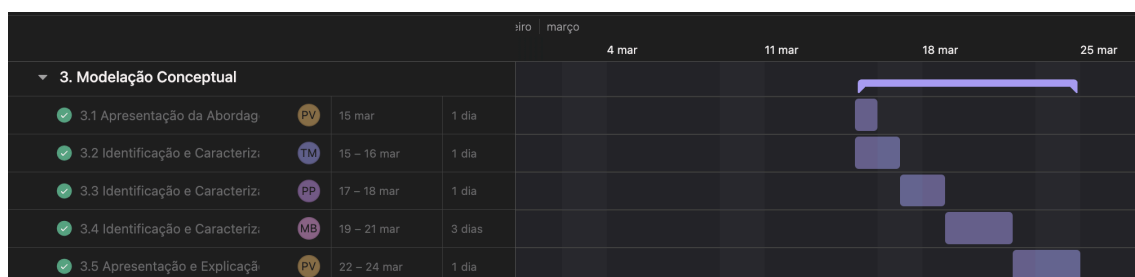 eiro março
4 mar 11 mar 18 mar 25 mar
3. Modelação Conceptual
3.1 Apresentação da Abordag PV 15 mar 1 dia
3.2 Identificação e Caracteriza TM 15 – 16 mar 1 dia
3.3 Identificação e Caracteriza PP 17 – 18 mar 1 dia
3.4 Identificação e Caracteriz MB 19 – 21 mar 3 dias
3.5 Apresentação e Explicaçã PV 22 – 24 mar 1 dia